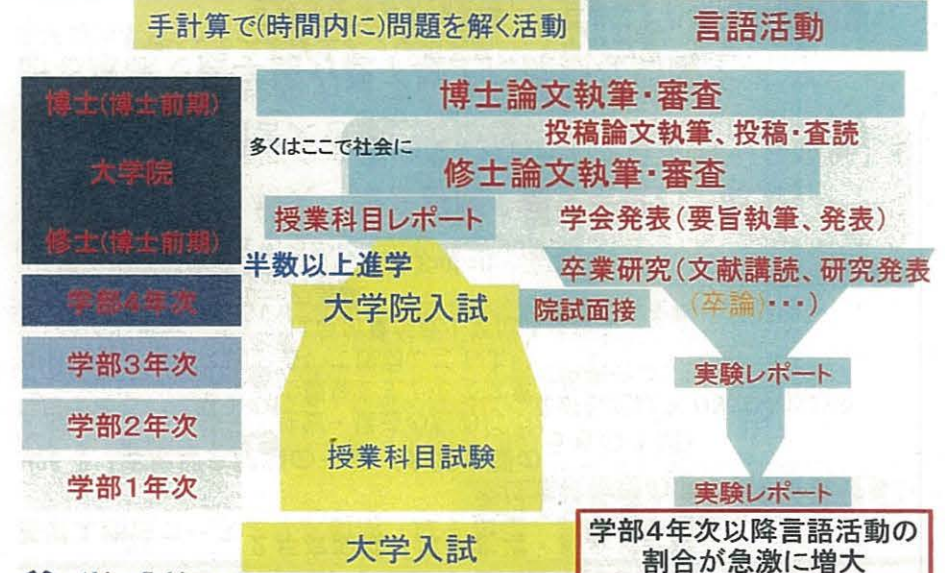 手計算で(時間内に)問題を解く活動
言語活動
博士(博士前期)
大学院
修士(博士前期)
学部4年次
学部3年次
学部2年次
学部1年次
博士論文執筆・審査
投稿論文執筆、投稿・査読
多くはここで社会に
修士論文執筆・審査
授業科目レポート
学会発表(要旨執筆、発表)
半数以上進学
卒業研究(文献講読、研究発表
(卒論)・・・)
大学院入試
院試面接
実験レポート
授業科目試験
実験レポート
大学入試
学部4年次以降言語活動の
割合が急激に増大